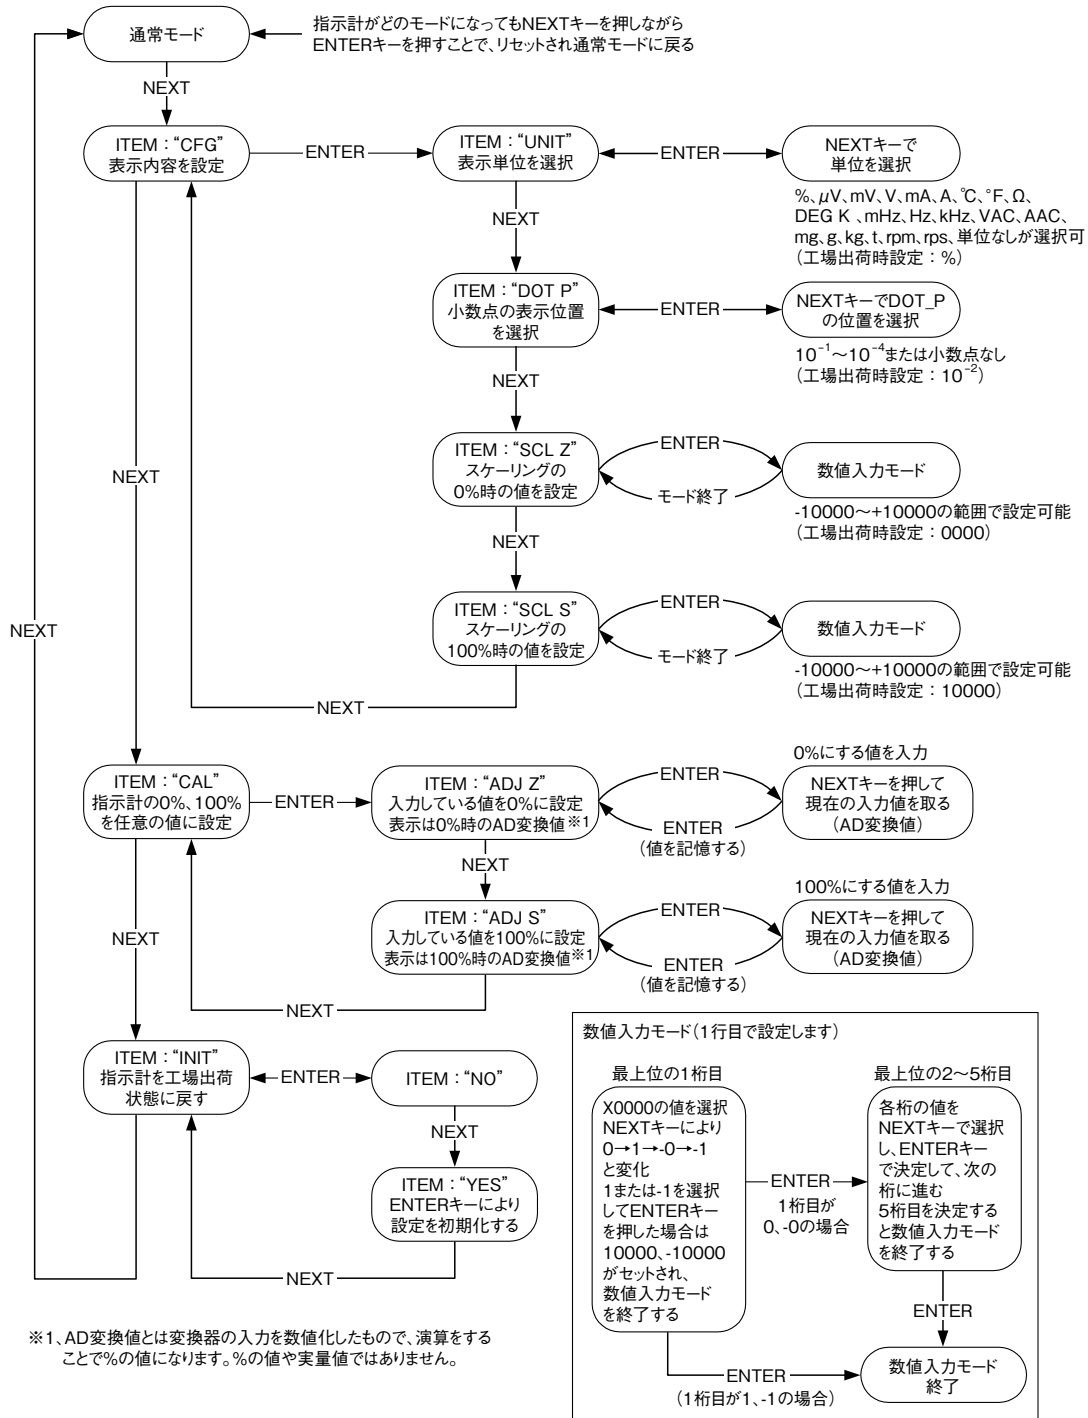 通常モード
指示計がどのモードになってもNEXTキーを押しながら
ENTERキーを押すことで、リセットされ通常モードに戻る
NEXT
ITEM：“CFG”
表示内容を設定
ENTER
ITEM：“UNIT”
表示単位を選択
ENTER
NEXTキーで
単位を選択
%、μV、mV、V、mA、A、℃、°F、Ω、
DEG K 、mHz、Hz、kHz、VAC、AAC、
mg、g、kg、t、rpm、rps、単位なしが選択可
（工場出荷時設定：%）
NEXT
ITEM：“DOT P”
小数点の表示位置
を選択
ENTER
NEXTキーでDOT_P
の位置を選択
10⁻¹〜10⁻⁴または小数点なし
（工場出荷時設定：10⁻²）
NEXT
ITEM：“SCL Z”
スケーリングの
0%時の値を設定
ENTER
モード終了
数値入力モード
-10000〜+10000の範囲で設定可能
（工場出荷時設定：0000）
NEXT
NEXT
ITEM：“SCL S”
スケーリングの
100%時の値を設定
ENTER
モード終了
数値入力モード
-10000〜+10000の範囲で設定可能
（工場出荷時設定：10000）
NEXT
NEXT
ITEM：“CAL”
指示計の0%、100%
を任意の値に設定
ENTER
ITEM：“ADJ Z”
入力している値を0%に設定
表示は0%時のAD変換値※1
ENTER
ENTER
（値を記憶する）
0%にする値を入力
NEXTキーを押して
現在の入力値を取る
（AD変換値）
NEXT
ITEM：“ADJ S”
入力している値を100%に設定
表示は100%時のAD変換値※1
ENTER
ENTER
（値を記憶する）
100%にする値を入力
NEXTキーを押して
現在の入力値を取る
（AD変換値）
NEXT
NEXT
ITEM：“INIT”
指示計を工場出荷
状態に戻す
ENTER
ITEM：“NO”
NEXT
ITEM：“YES”
ENTERキーにより
設定を初期化する
NEXT
数値入力モード（1行目で設定します）
最上位の1桁目
X0000の値を選択
NEXTキーにより
0→1→-0→-1
と変化
1または-1を選択
してENTERキー
を押した場合は
10000、-10000
がセットされ、
数値入力モード
を終了する
ENTER
1桁目が
0、-0の場合
最上位の2〜5桁目
各桁の値を
NEXTキーで選択
し、ENTERキー
で決定して、次の
桁に進む
5桁目を決定する
と数値入力モード
を終了する
ENTER
ENTER
（1桁目が1、-1の場合）
数値入力モード
終了
※1、AD変換値とは変換器の入力を数値化したもので、演算をする
ことで%の値になります。%の値や実量値ではありません。